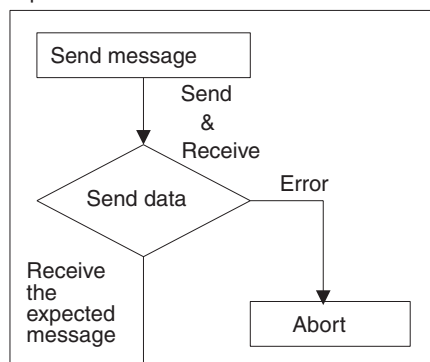 Send message
Send
&
Receive
Send data
Error
Receive
the
expected
message
Abort